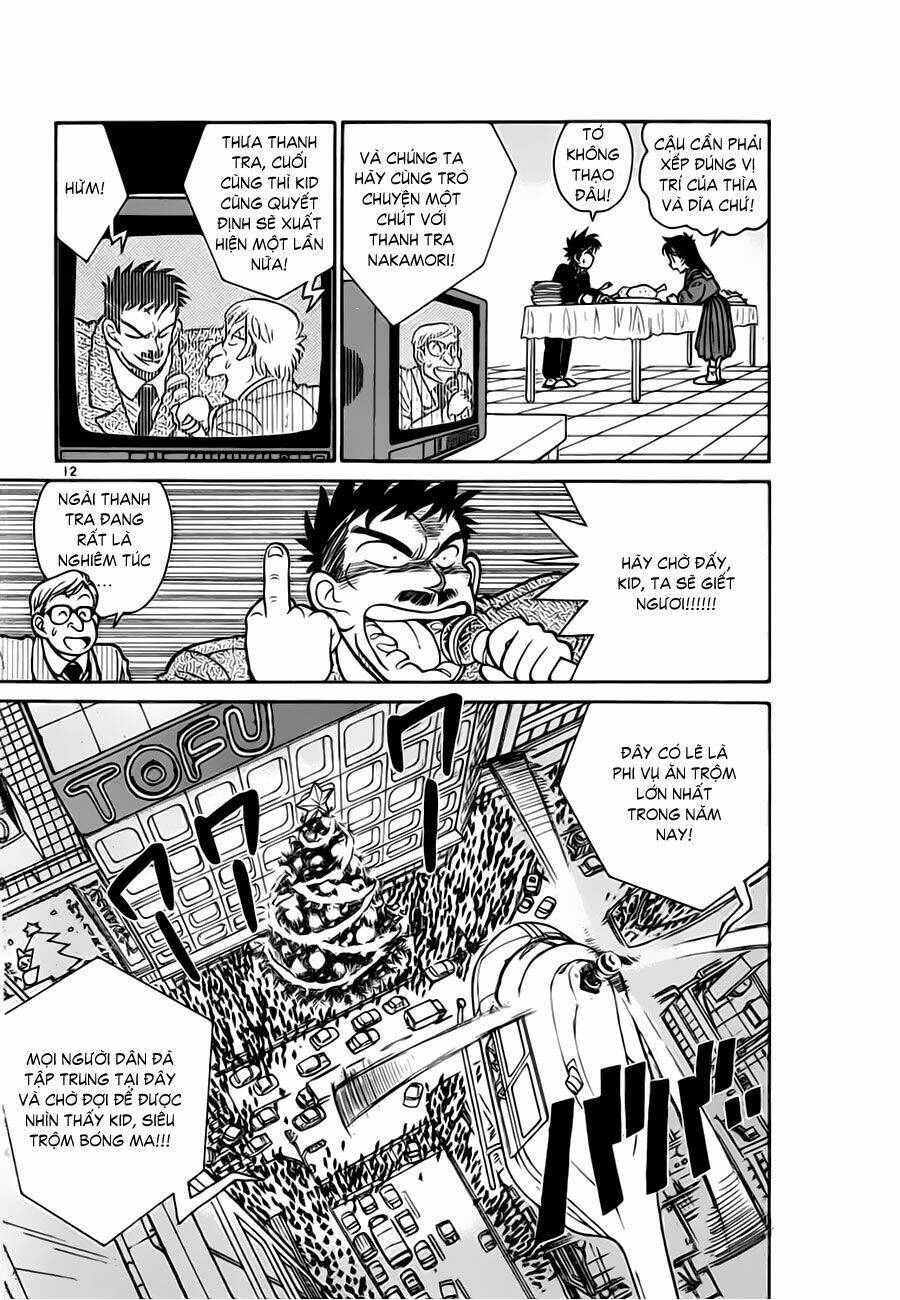 CẬU CẦN PHẢI
XẾP ĐÚNG VỊ
TRÍ CỦA THÌA
VÀ DĨA CHỨ!
TỚ
KHÔNG
THẠO
ĐÂU!
VÀ CHÚNG TA
HÃY CÙNG TRÒ
CHUYỆN MỘT
CHÚT VỚI
THANH TRA
NAKAMORI!
THƯA THANH
TRA, CUỐI
CÙNG THÌ KID
CŨNG QUYẾT
ĐỊNH SẼ XUẤT
HIỆN MỘT LẦN
NỮA!
HỪM!
12
HÃY CHỜ ĐẤY,
KID, TA SẼ GIẾT
NGƯƠI!!!!!!
NGÀI THANH
TRA ĐANG
RẤT LÀ
NGHIÊM TÚC
...
ĐÂY CÓ LẼ LÀ
PHI VỤ ĂN TRỘM
LỚN NHẤT
TRONG NĂM
NAY!
TOFU
ワワ
ワワ
ババ
MỌI NGƯỜI DÂN ĐÃ
TẬP TRUNG TẠI ĐÂY
VÀ CHỜ ĐỢI ĐỂ ĐƯỢC
NHÌN THẤY KID, SIÊU
TRỘM BÓNG MA!!!